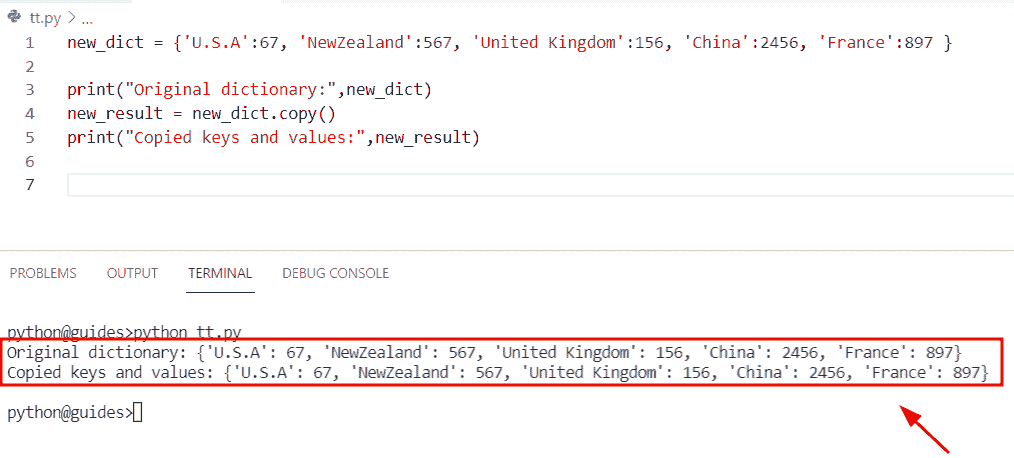 tt.py > ...
1 new_dict = {'U.S.A':67, 'NewZealand':567, 'United Kingdom':156, 'China':2456, 'France':897 }
2
3 print("Original dictionary:",new_dict)
4 new_result = new_dict.copy()
5 print("Copied keys and values:",new_result)
6
7
PROBLEMS OUTPUT TERMINAL DEBUG CONSOLE
python@guides>python tt.py
Original dictionary: {'U.S.A': 67, 'NewZealand': 567, 'United Kingdom': 156, 'China': 2456, 'France': 897}
Copied keys and values: {'U.S.A': 67, 'NewZealand': 567, 'United Kingdom': 156, 'China': 2456, 'France': 897}
python@guides>